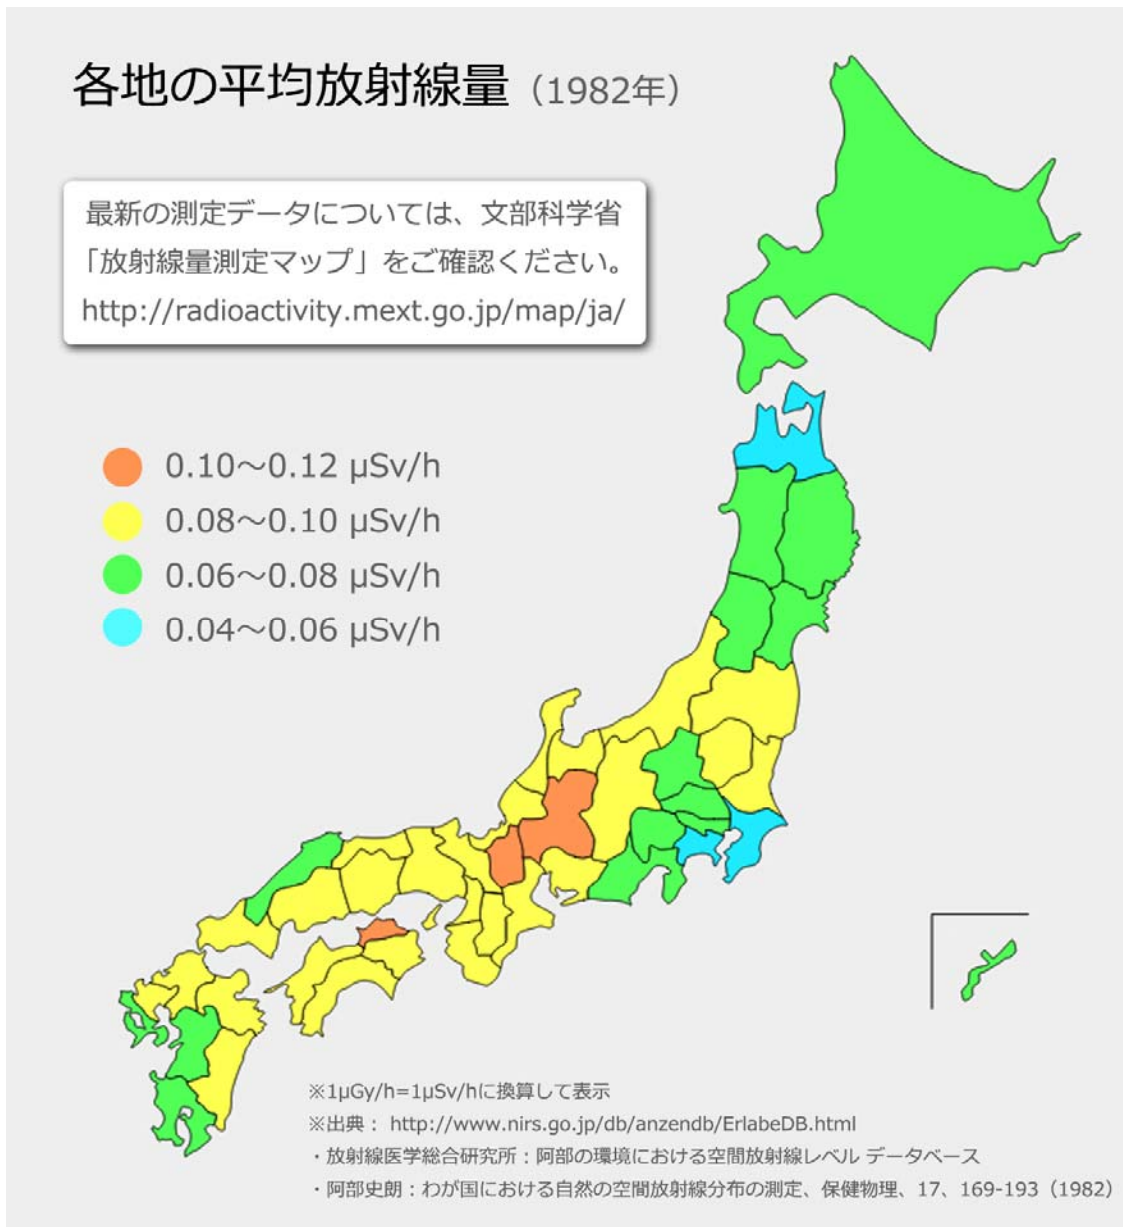 各地の平均放射線量（1982年）
最新の測定データについては、文部科学省
「放射線量測定マップ」をご確認ください。
http://radioactivity.mext.go.jp/map/ja/
0.10～0.12 μSv/h
0.08～0.10 μSv/h
0.06～0.08 μSv/h
0.04～0.06 μSv/h
※1μGy/h=1μSv/hに換算して表示
※出典： http://www.nirs.go.jp/db/anzendb/ErlabeDB.html
・放射線医学総合研究所：阿部の環境における空間放射線レベル データベース
・阿部史朗：わが国における自然の空間放射線分布の測定、保健物理、17、169-193（1982）